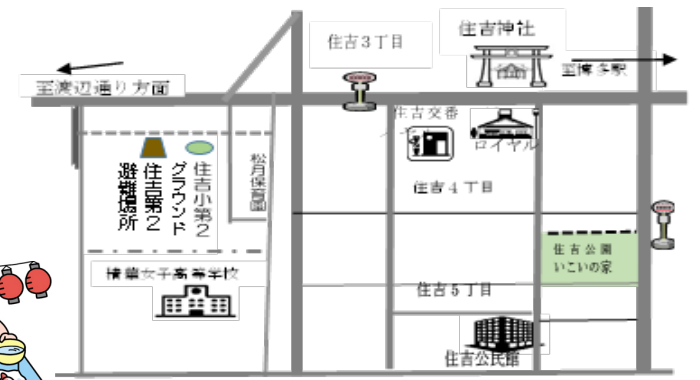 住吉3丁目
住吉神社
至渡辺通り方面
至博多駅
住吉交番
ロイヤル
松月保育園
住吉小第2
グラウンド
住吉第2
避難場所
住吉4丁目
住吉公園
いこいの家
精華女子高等学校
住吉5丁目
住吉公民館